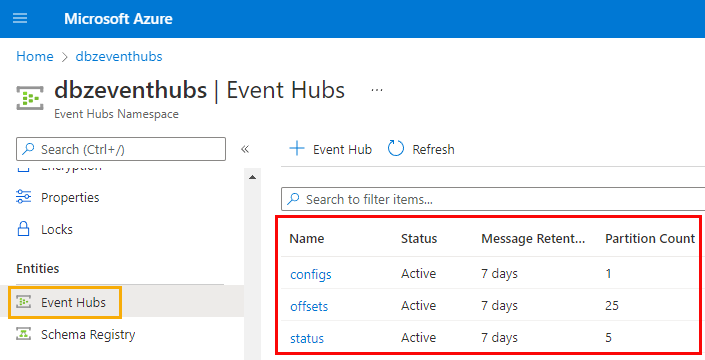 Microsoft Azure
Home > dbzeventhubs
dbzeventhubs | Event Hubs ...
Event Hubs Namespace
Search (Ctrl+/) «
Encryption
Properties
Locks
Entities
Event Hubs
Schema Registry
+ Event Hub Refresh
Search to filter items...
Name Status Message Retent... Partition Count
configs Active 7 days 1
offsets Active 7 days 25
status Active 7 days 5